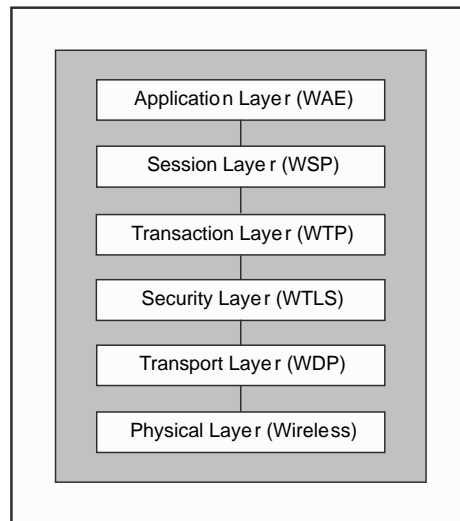 Application Layer (WAE)
Session Layer (WSP)
Transaction Layer (WTP)
Security Layer (WTLS)
Transport Layer (WDP)
Physical Layer (Wireless)